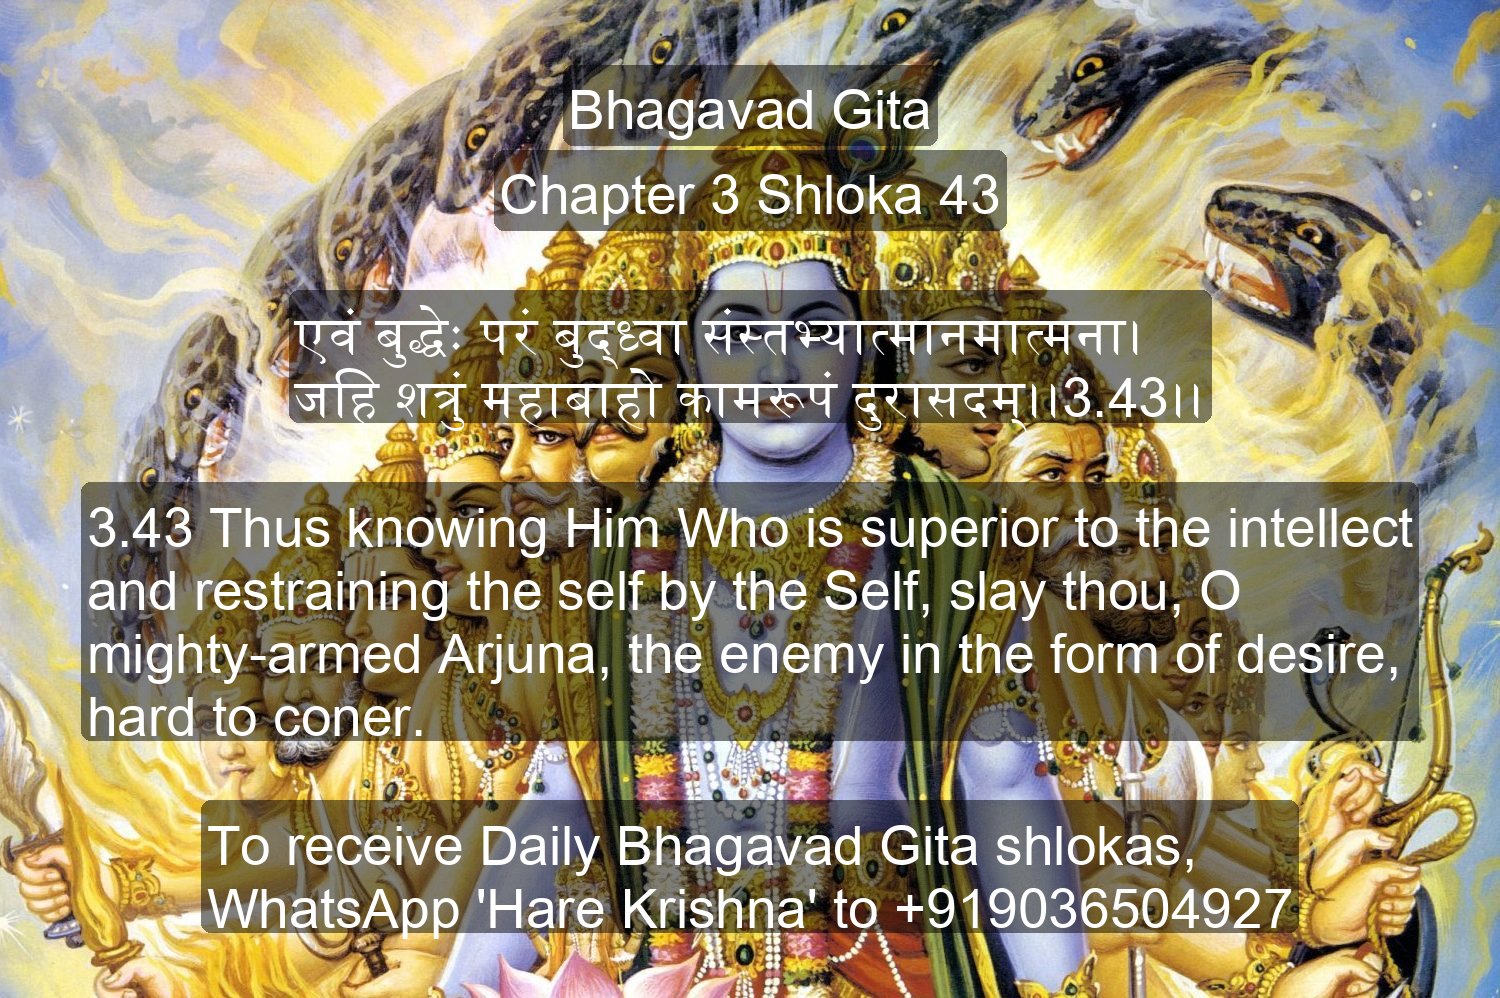 Bhagavad Gita
Chapter 3 Shloka 43
एवं बुद्धेः परं बुद्ध्वा संस्तभ्यात्मानमात्मना।
जहि शत्रुं महाबाहो कामरूपं दुरासदम्।।3.43।।
3.43 Thus knowing Him Who is superior to the intellect
and restraining the self by the Self, slay thou, O
mighty-armed Arjuna, the enemy in the form of desire,
hard to coner.
To receive Daily Bhagavad Gita shlokas,
WhatsApp 'Hare Krishna' to +919036504927